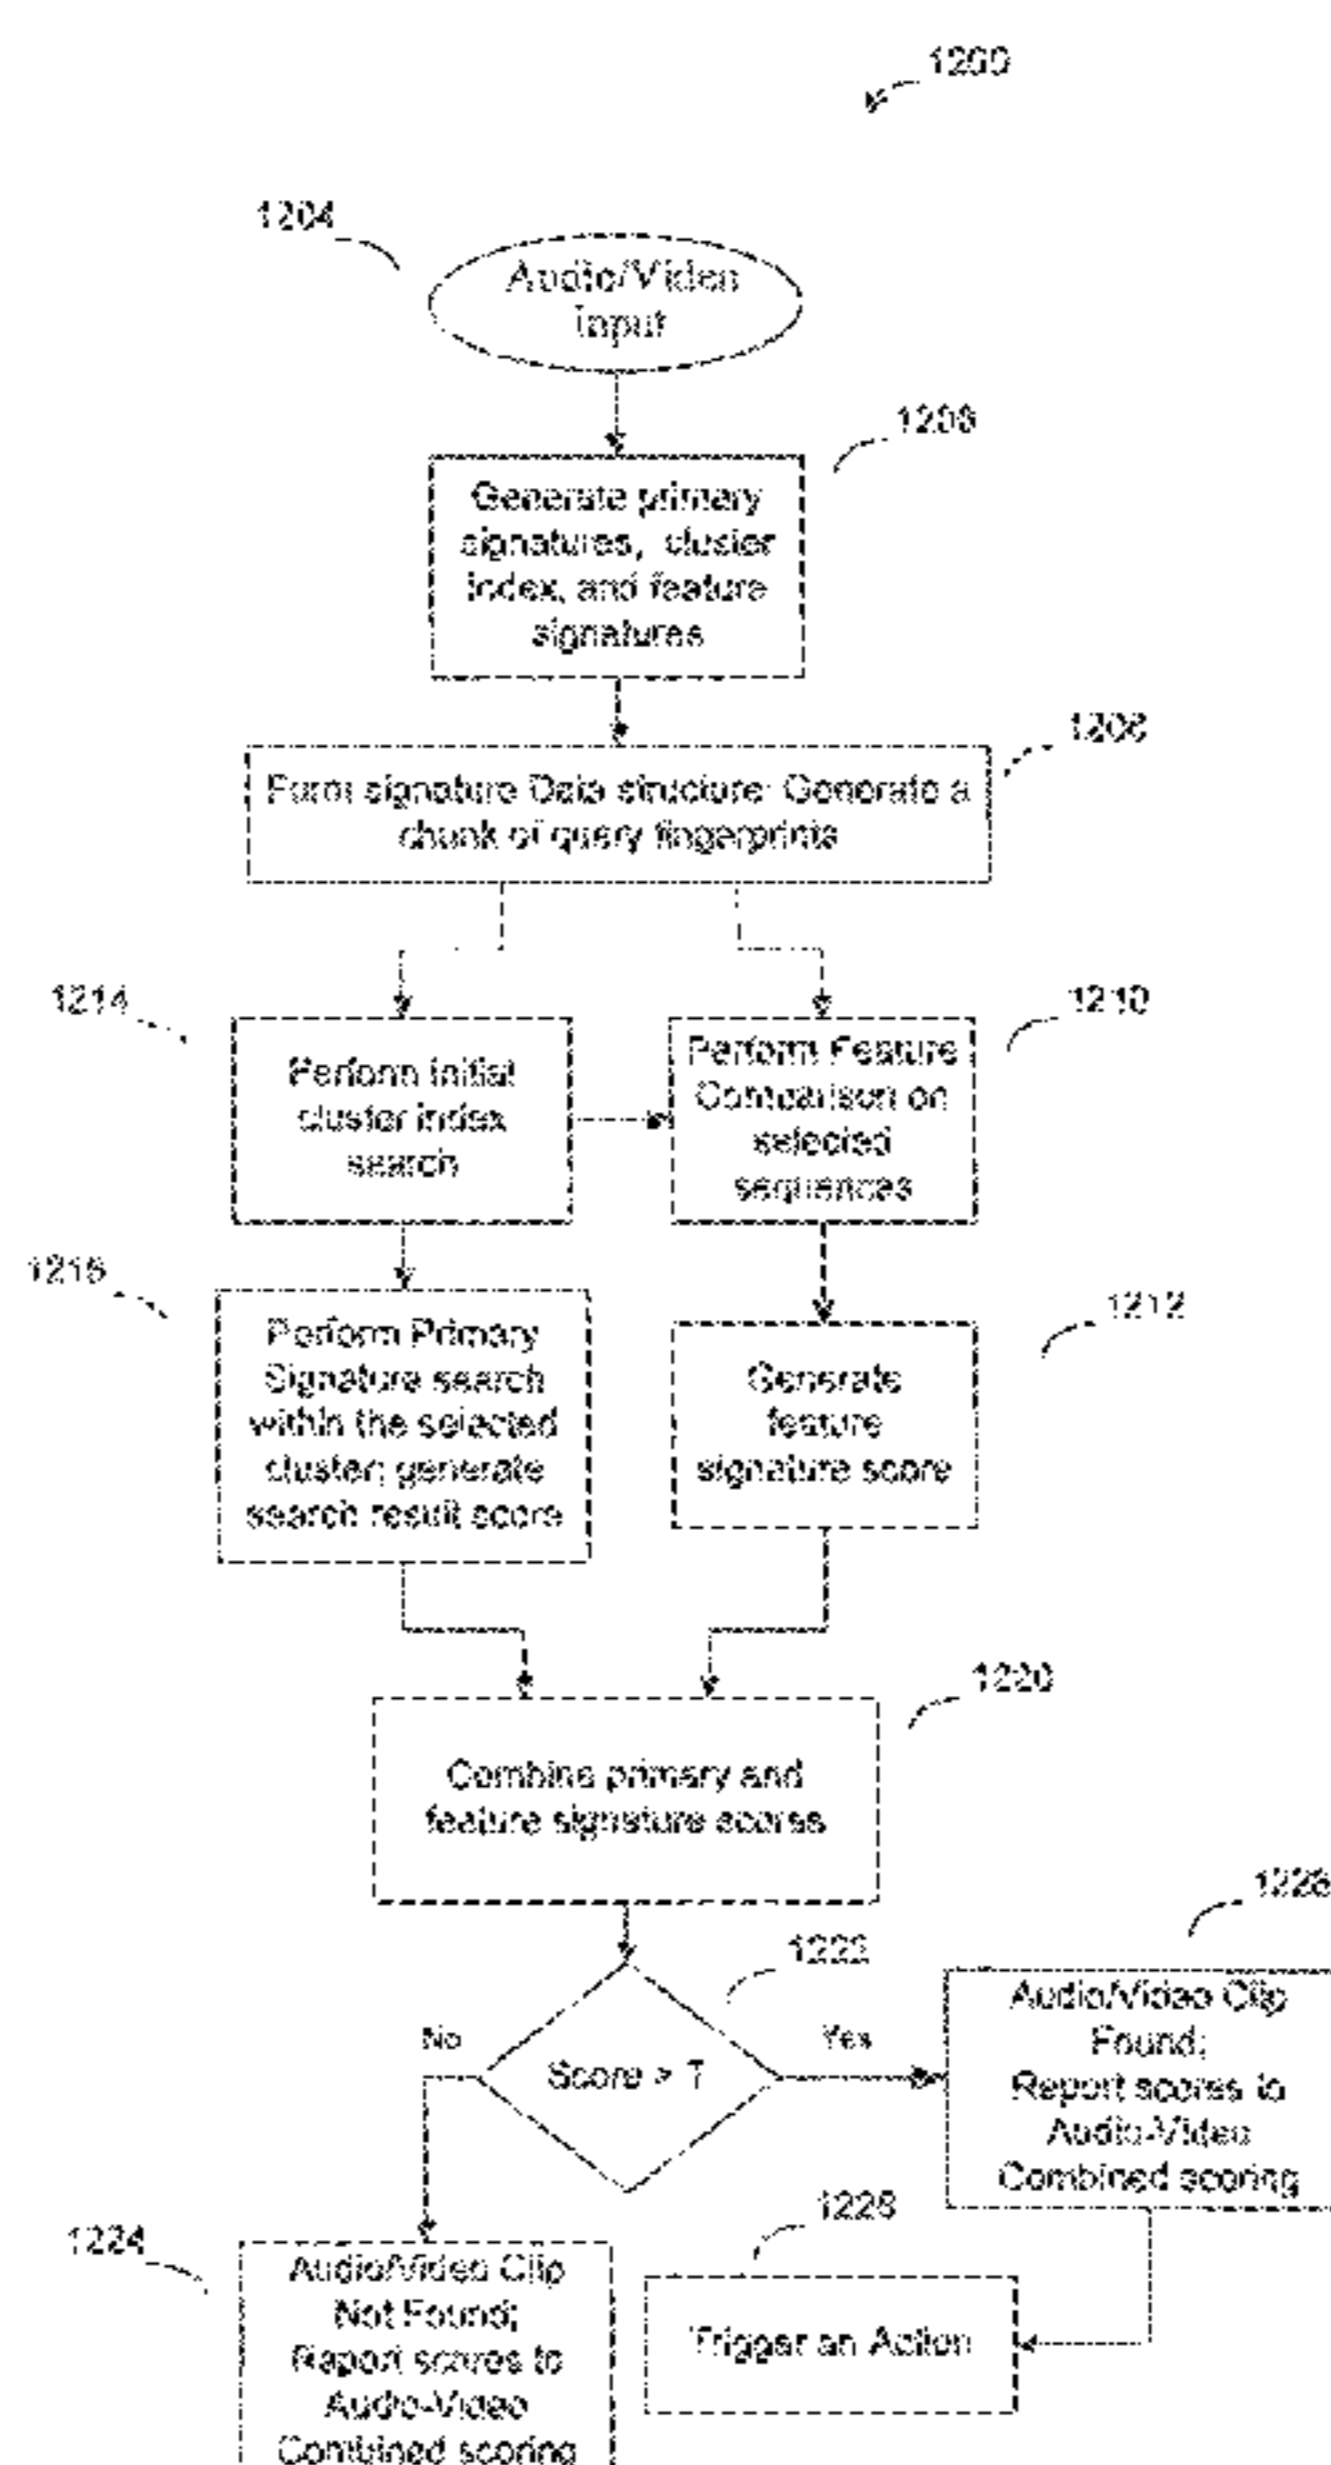 1200
1204
Audio/Video
Input
Generate primary
signatures, cluster
index, and feature
signatures
Form signature Data structure: Generate a
chunk of query fingerprints
1214
1210
Perform initial
cluster index
search
Perform Feature
Comparison on
selected
sequences
1212
Perform Primary
Signature search
within the selected
cluster; generate
search result score
Generate
feature
signature score
1220
Combine primary and
feature signature scores
1222
No
Yes
Score > T
Audio/Video Clip
Found;
Report scores to
Audio-Video
Combined scoring
1224
Audio/Video Clip
Not Found;
Report scores to
Audio-Video
Combined scoring
1228
Trigger an Action